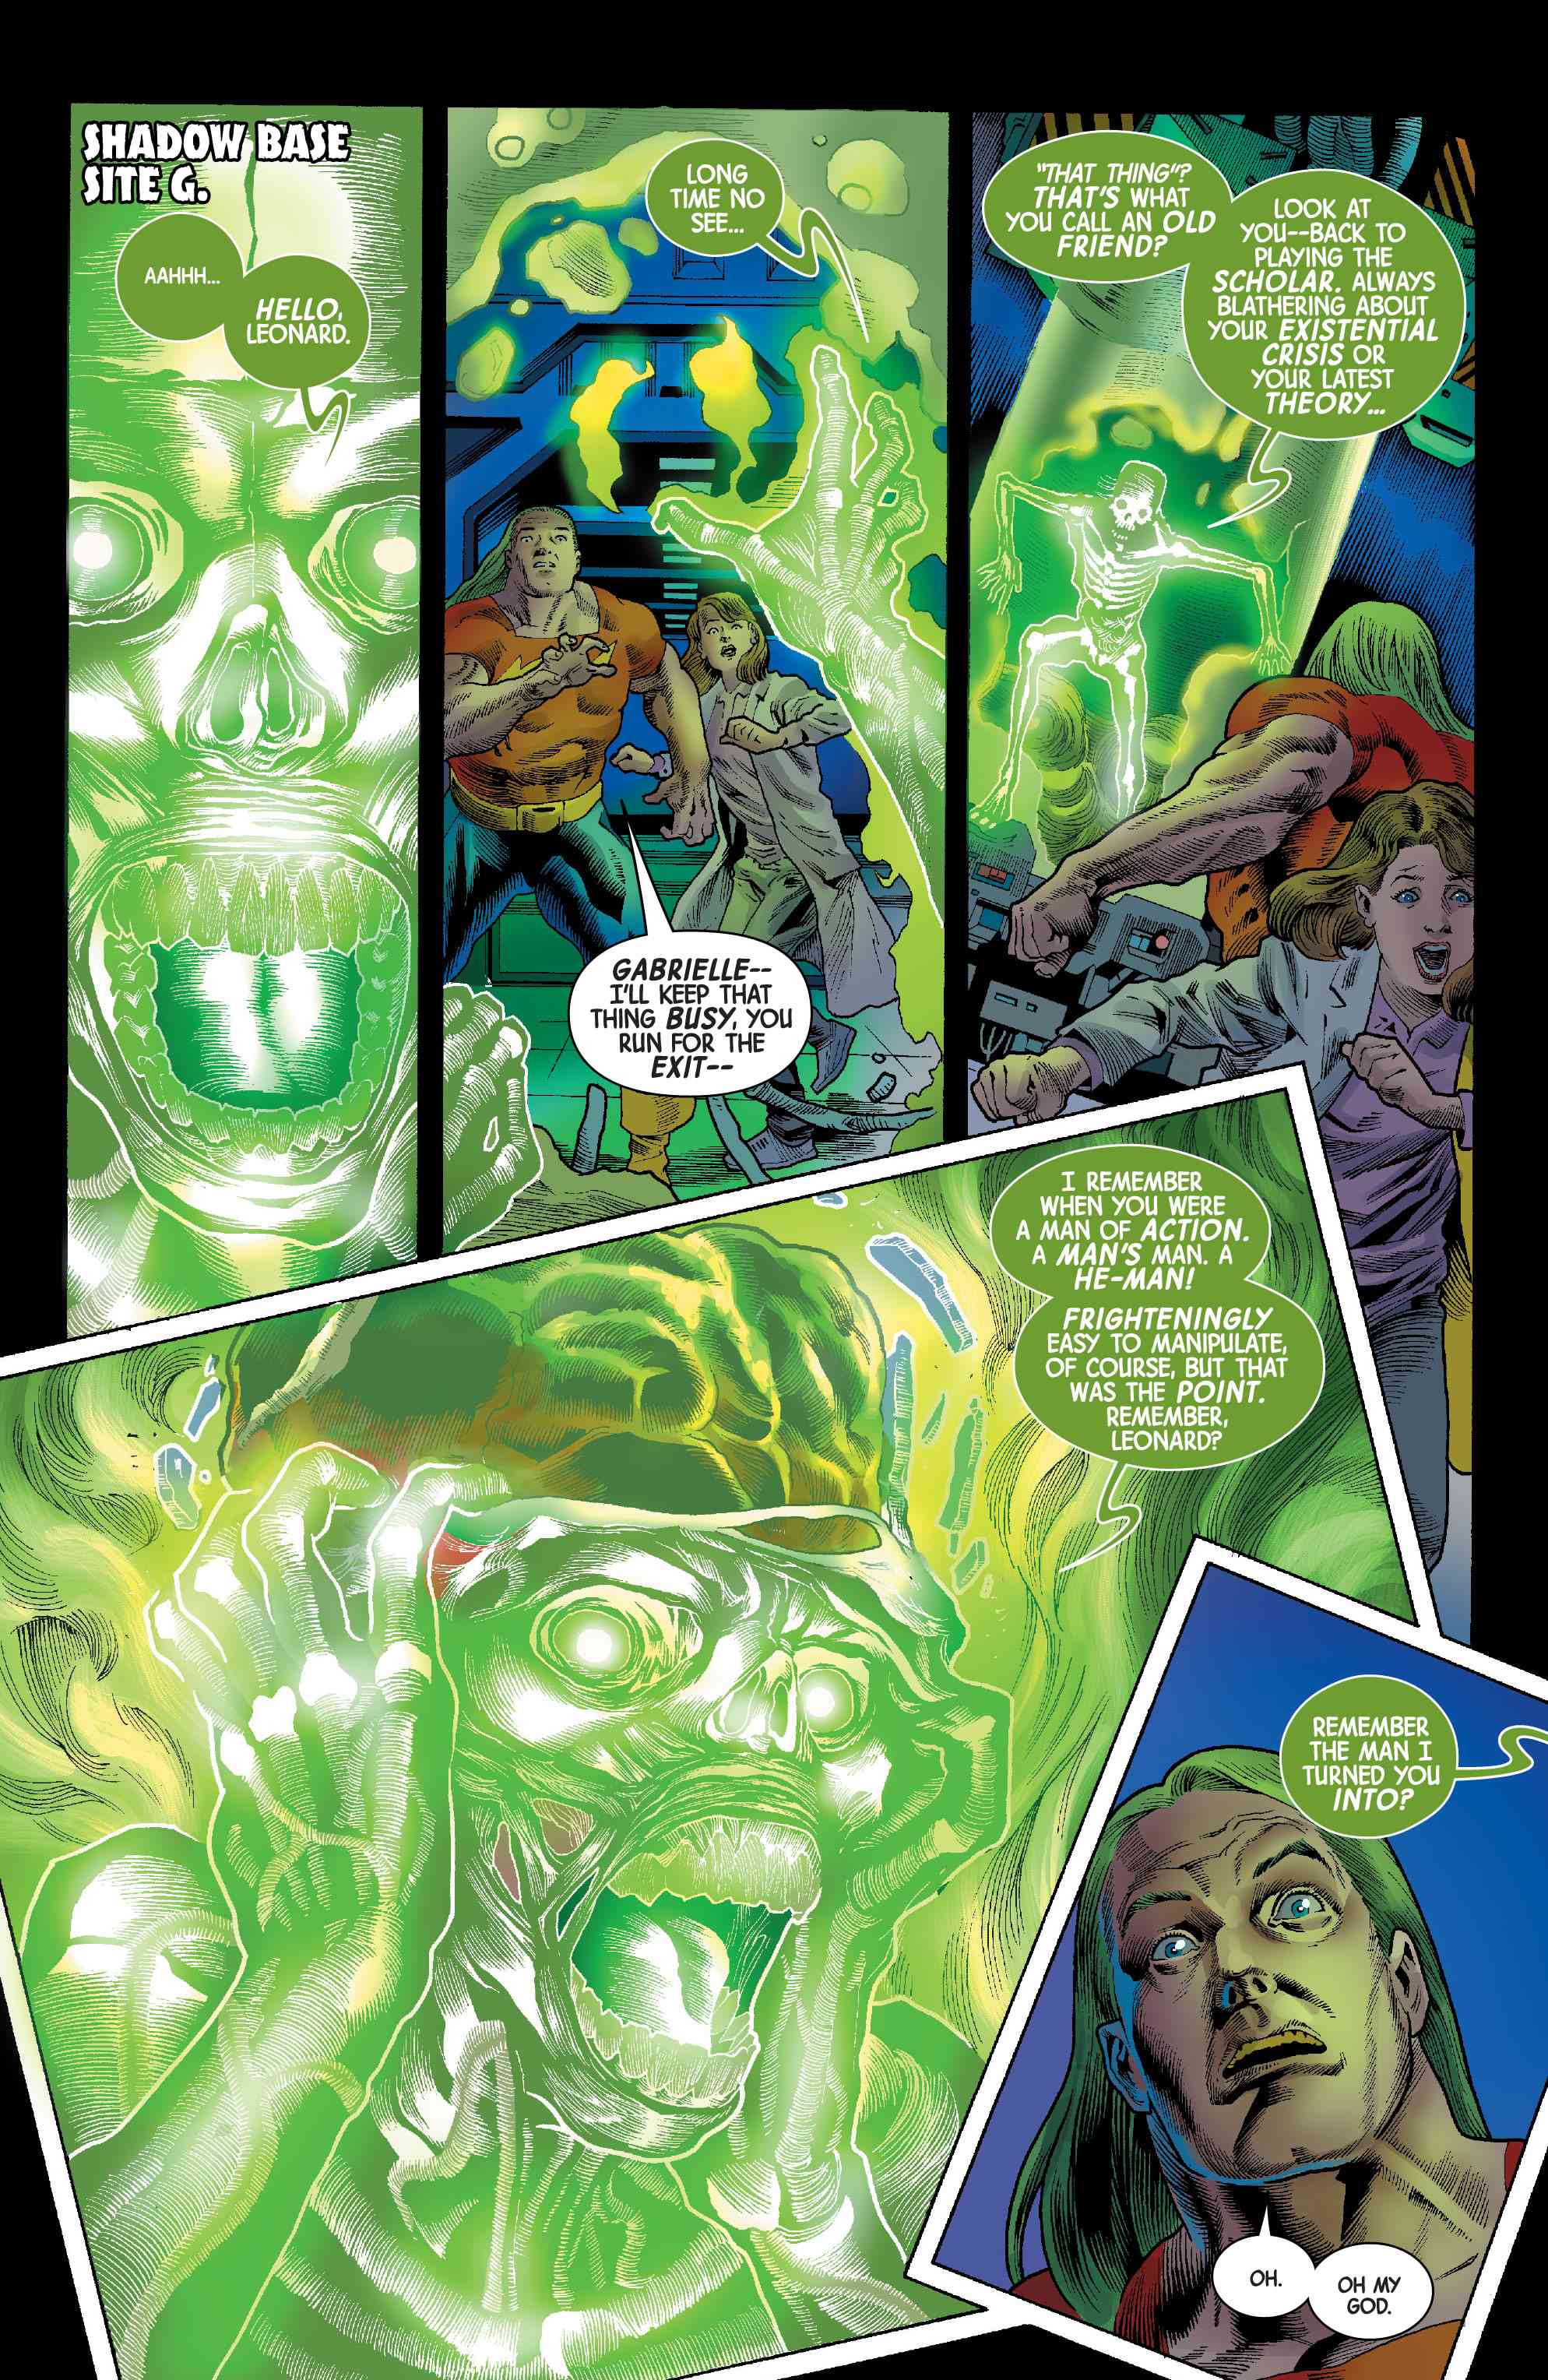 SHADOW BASE
SITE G.
AAHHH...
HELLO,
LEONARD.
LONG
TIME NO
SEE...
GABRIELLE--
I'LL KEEP THAT
THING BUSY, YOU
RUN FOR THE
EXIT--
"THAT THING"?
THAT'S WHAT
YOU CALL AN OLD
FRIEND?
LOOK AT
YOU--BACK TO
PLAYING THE
SCHOLAR. ALWAYS
BLATHERING ABOUT
YOUR EXISTENTIAL
CRISIS OR
YOUR LATEST
THEORY...
I REMEMBER
WHEN YOU WERE
A MAN OF ACTION.
A MAN'S MAN. A
HE-MAN!
FRIGHTENINGLY
EASY TO MANIPULATE,
OF COURSE, BUT THAT
WAS THE POINT.
REMEMBER,
LEONARD?
REMEMBER
THE MAN I
TURNED YOU
INTO?
OH.
OH MY
GOD.